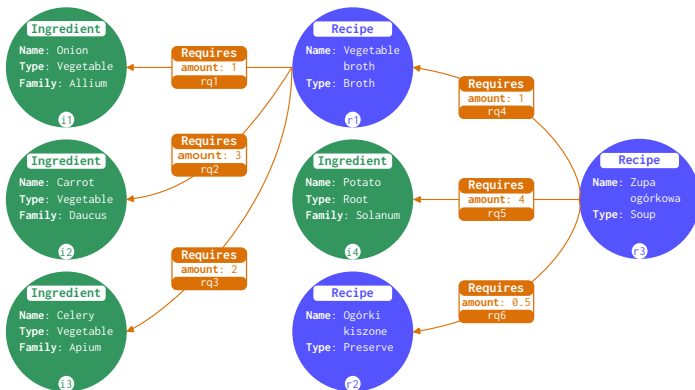 Ingredient
Name: Onion
Type: Vegetable
Family: Allium
i1
Requires
amount: 1
rq1
Recipe
Name: Vegetable
broth
Type: Broth
r1
Requires
amount: 1
rq4
Ingredient
Name: Carrot
Type: Vegetable
Family: Daucus
i2
Requires
amount: 3
rq2
Ingredient
Name: Potato
Type: Root
Family: Solanum
i4
Requires
amount: 4
rq5
Recipe
Name: Zupa
ogórkowa
Type: Soup
r3
Ingredient
Name: Celery
Type: Vegetable
Family: Apium
i3
Requires
amount: 2
rq3
Recipe
Name: Ogórki
kiszone
Type: Preserve
r2
Requires
amount: 0.5
rq6